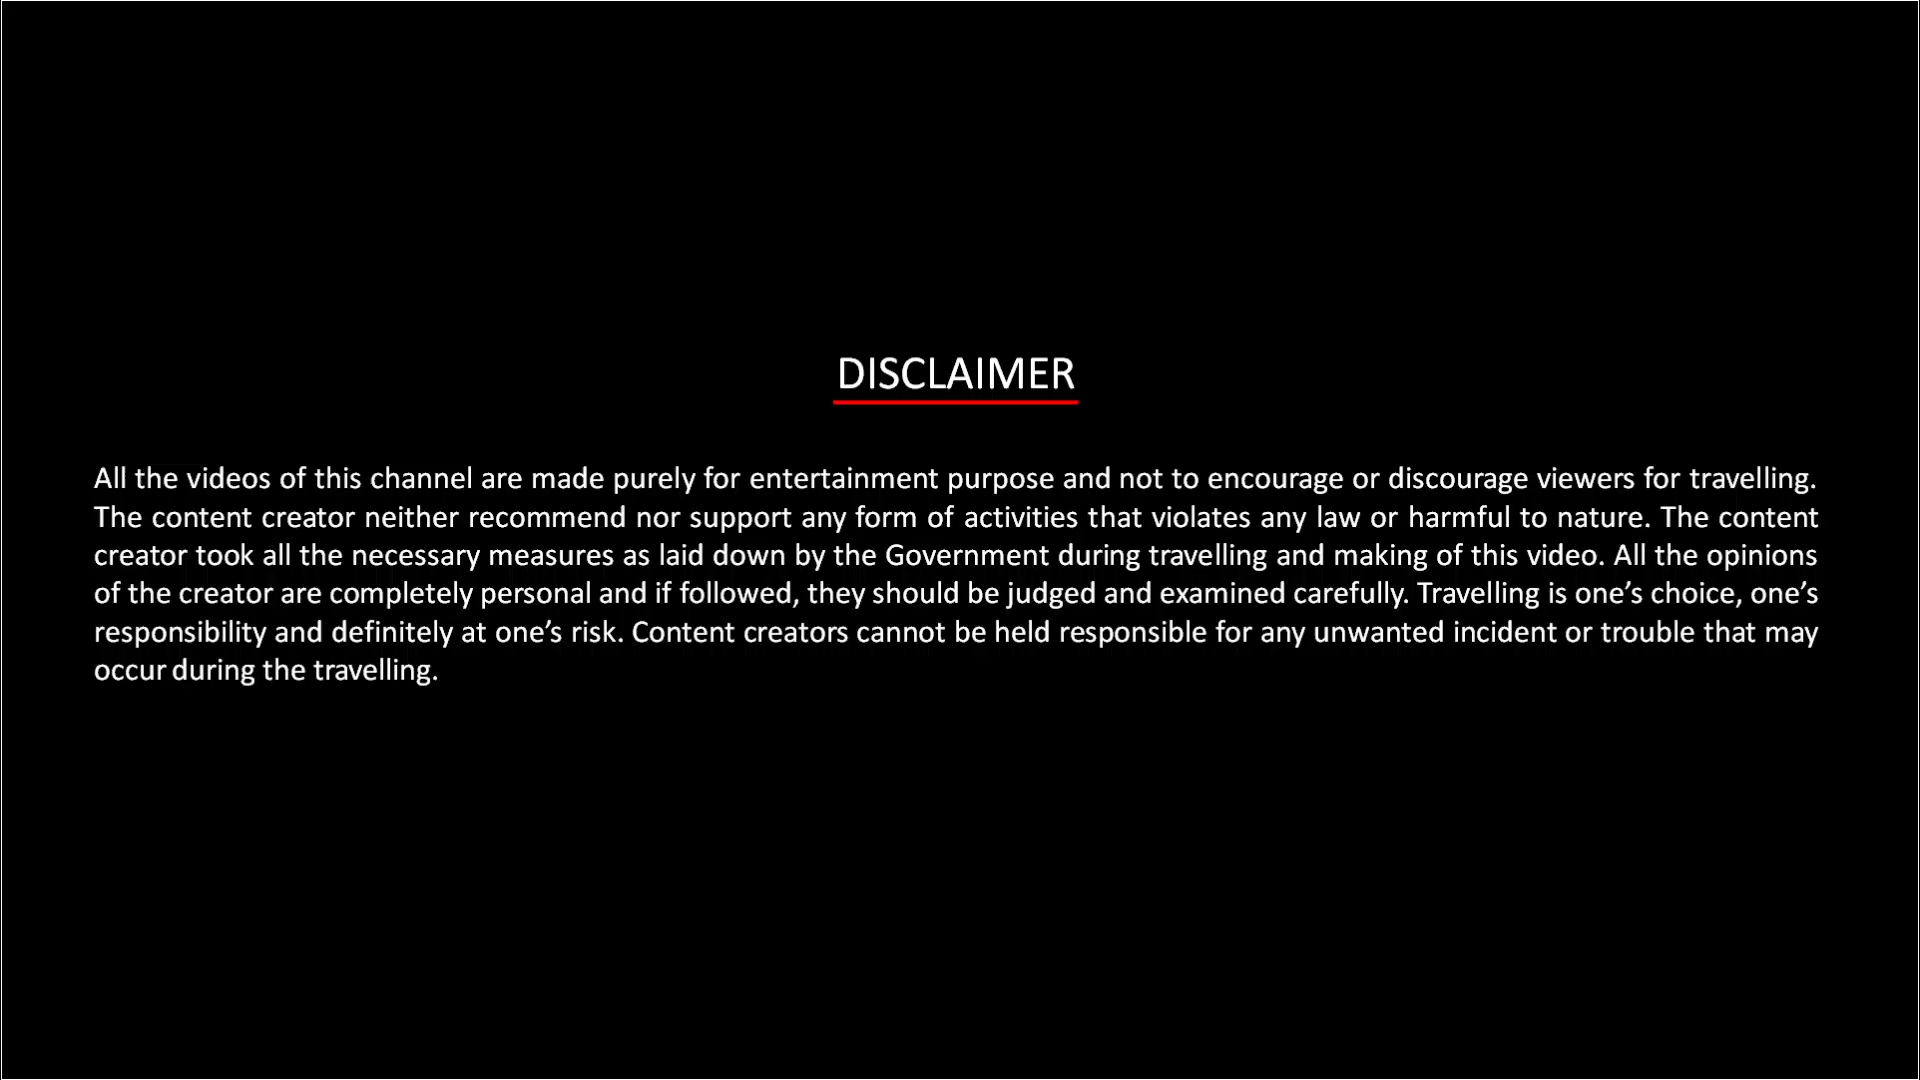 DISCLAIMER
All the videos of this channel are made purely for entertainment purpose and not to encourage or discourage viewers for travelling.
The content creator neither recommend nor support any form of activities that violates any law or harmful to nature. The content
creator took all the necessary measures as laid down by the Government during travelling and making of this video. All the opinions
of the creator are completely personal and if followed, they should be judged and examined carefully. Travelling is one’s choice, one’s
responsibility and definitely at one’s risk. Content creators cannot be held responsible for any unwanted incident or trouble that may
occur during the travelling.